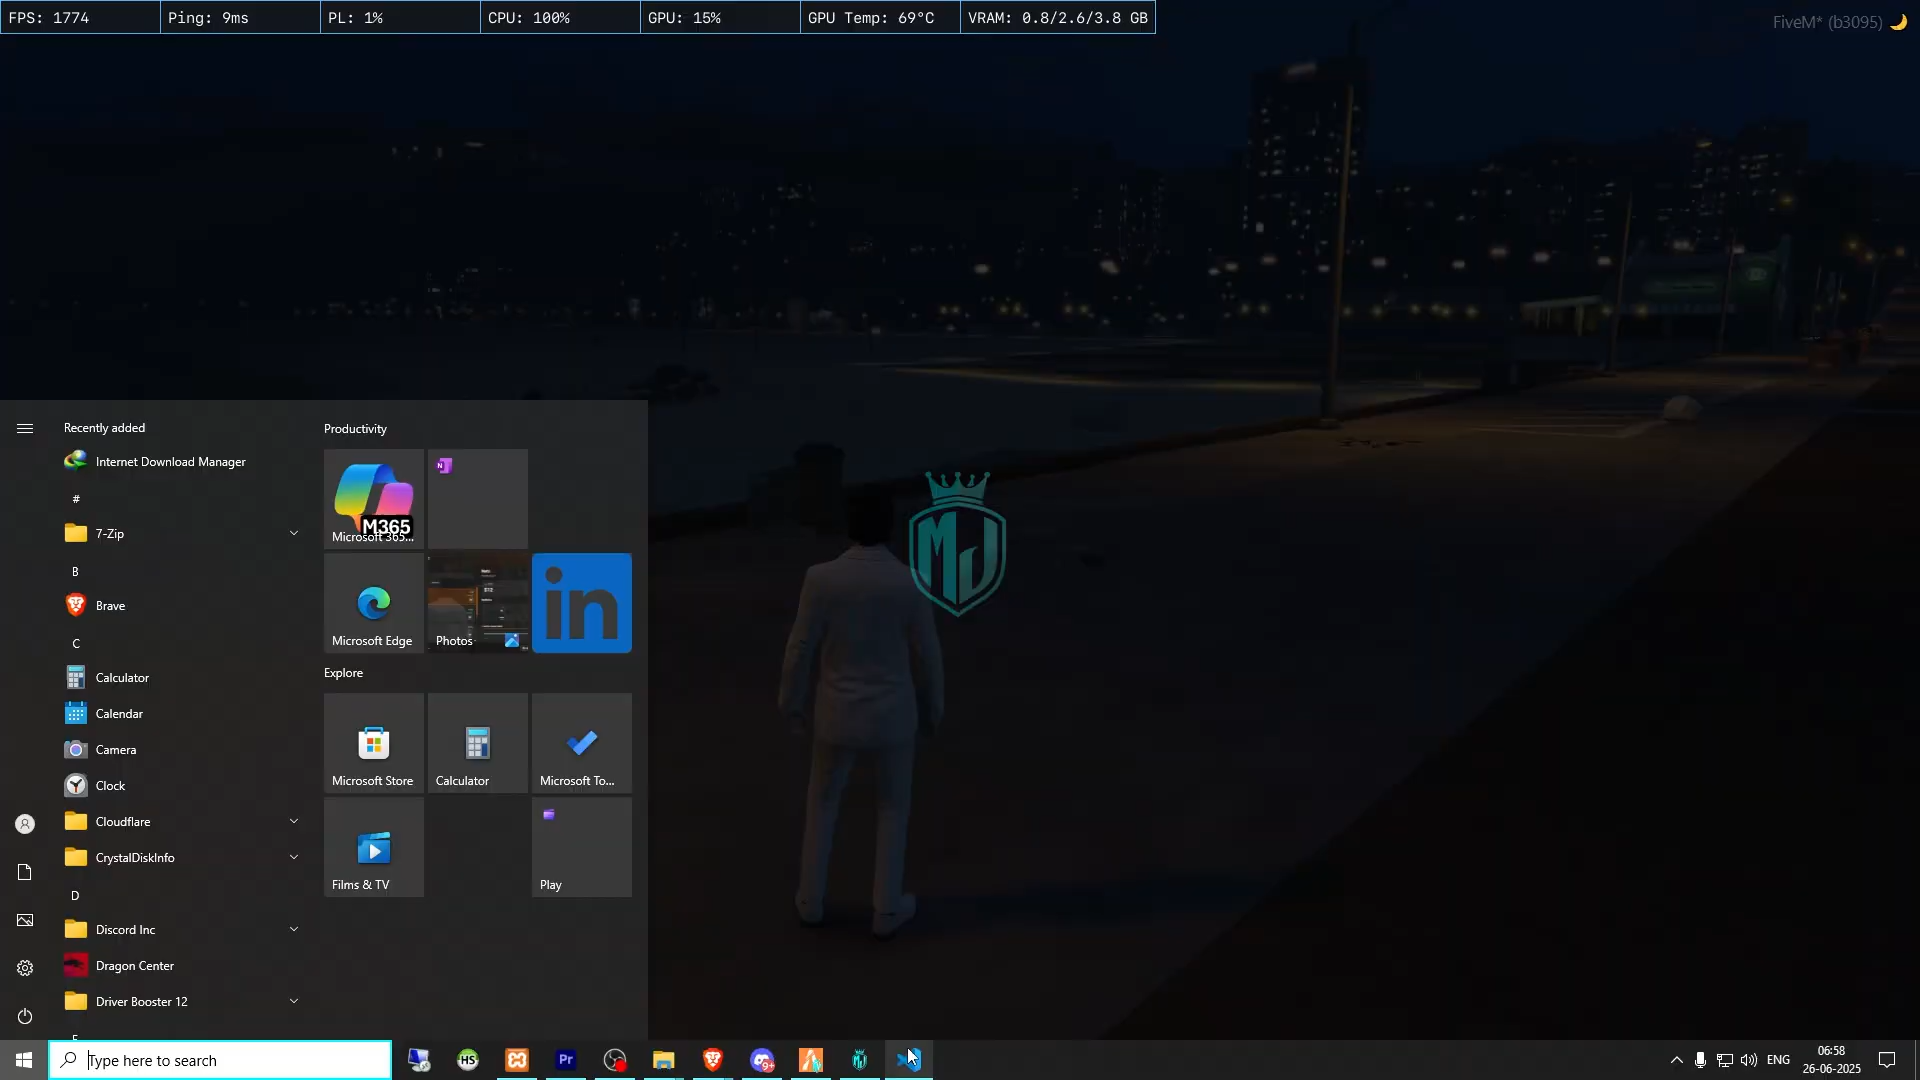 FPS: 1774 Ping: 9ms PL: 1% CPU: 100% GPU: 15% GPU Temp: 69°C VRAM: 0.8/2.6/3.8 GB
FiveM* (b3095)
Recently added
Internet Download Manager
#
7-Zip
B
Brave
C
Calculator
Calendar
Camera
Clock
Cloudflare
CrystalDiskInfo
D
Discord Inc
Dragon Center
Driver Booster 12
Productivity
M365
Microsoft 365...
N
Microsoft Edge
Photos
in
Explore
Microsoft Store
Calculator
Microsoft To...
Films & TV
Play
MJ
Type here to search
HS
Pr
9+
ENG
06:58
26-06-2025